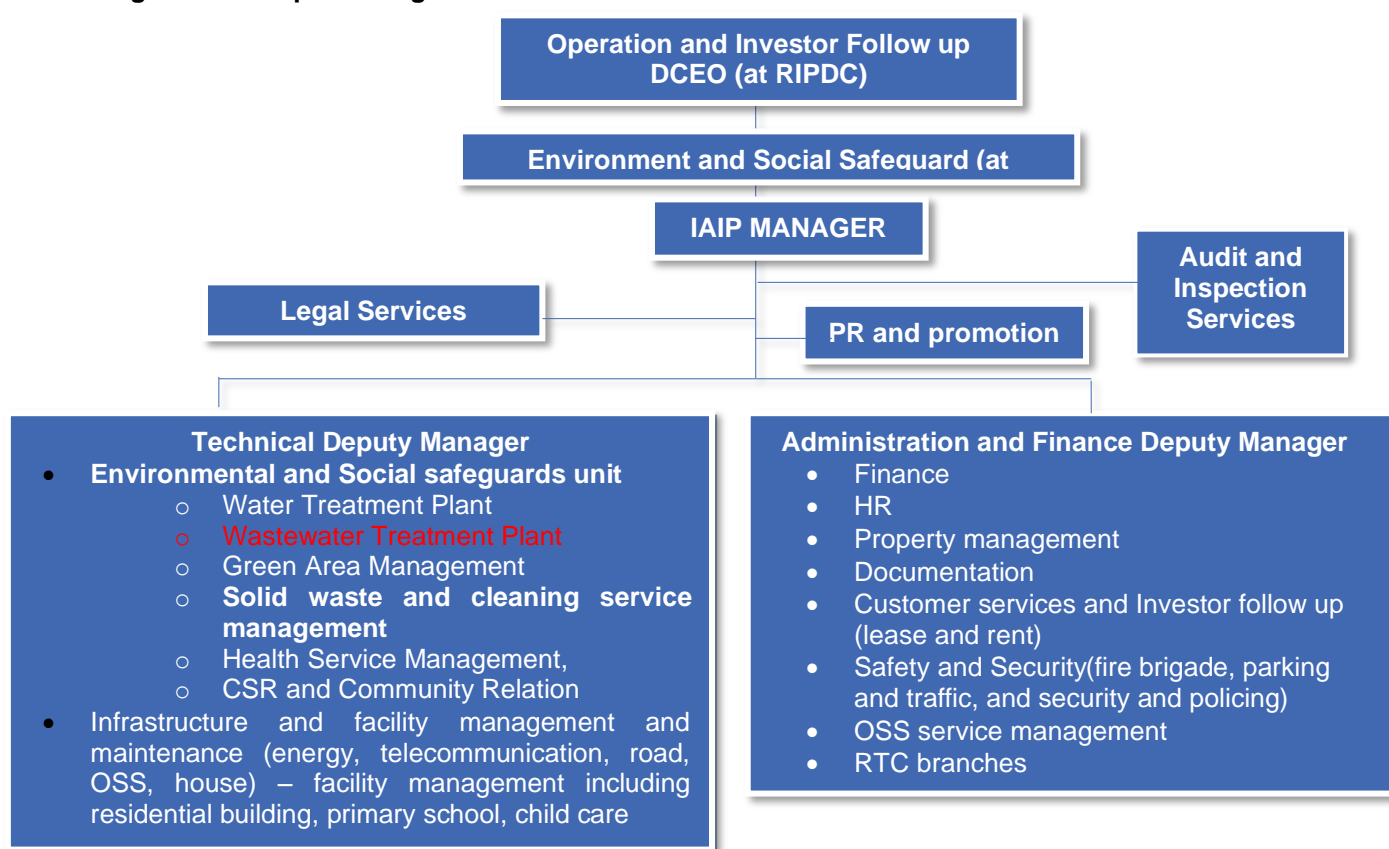 Operation and Investor Follow up
DCEO (at RIPDC)
Environment and Social Safeguard (at
IAIP MANAGER
Audit and
Inspection
Services
Legal Services
PR and promotion
Technical Deputy Manager
• Environmental and Social safeguards unit
o Water Treatment Plant
o Wastewater Treatment Plant
o Green Area Management
o Solid waste and cleaning service
management
o Health Service Management,
o CSR and Community Relation
• Infrastructure and facility management and
maintenance (energy, telecommunication, road,
OSS, house) – facility management including
residential building, primary school, child care
Administration and Finance Deputy Manager
• Finance
• HR
• Property management
• Documentation
• Customer services and Investor follow up
(lease and rent)
• Safety and Security(fire brigade, parking
and traffic, and security and policing)
• OSS service management
• RTC branches